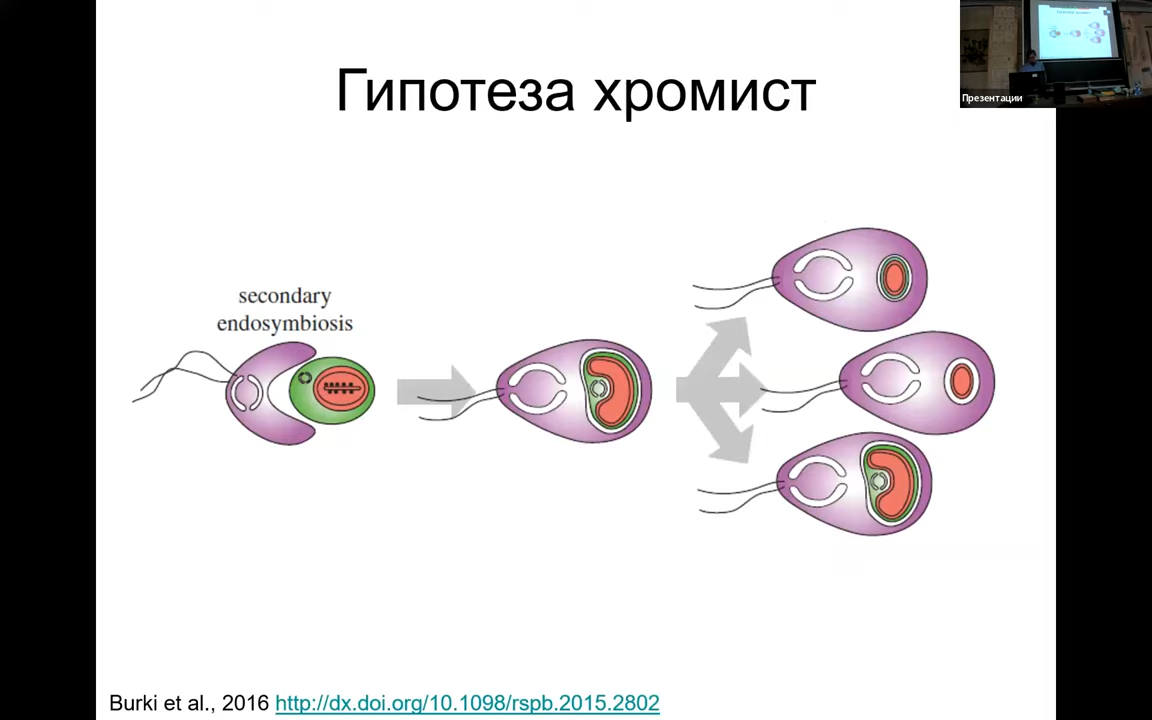 Гипотеза хромист
Презентации
secondary
endosymbiosis
Burki et al., 2016 http://dx.doi.org/10.1098/rspb.2015.2802